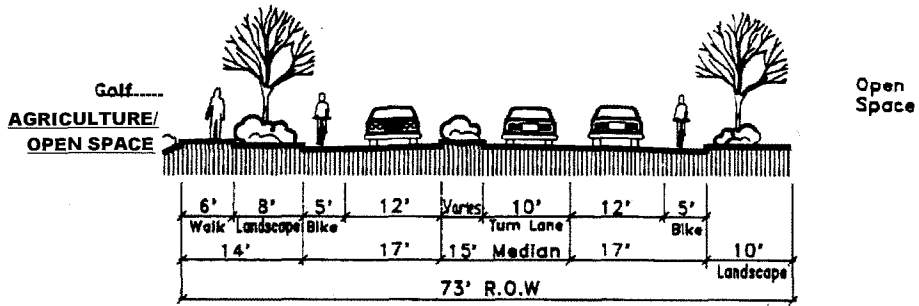 Golf
AGRICULTURE/
OPEN SPACE
Open
Space
6' 8' 5' 12' Varies 10' 12' 5'
Walk Landscape Bike Turn Lane Bike
14' 17' 15' Median 17' 10'
Landscape
73' R.O.W